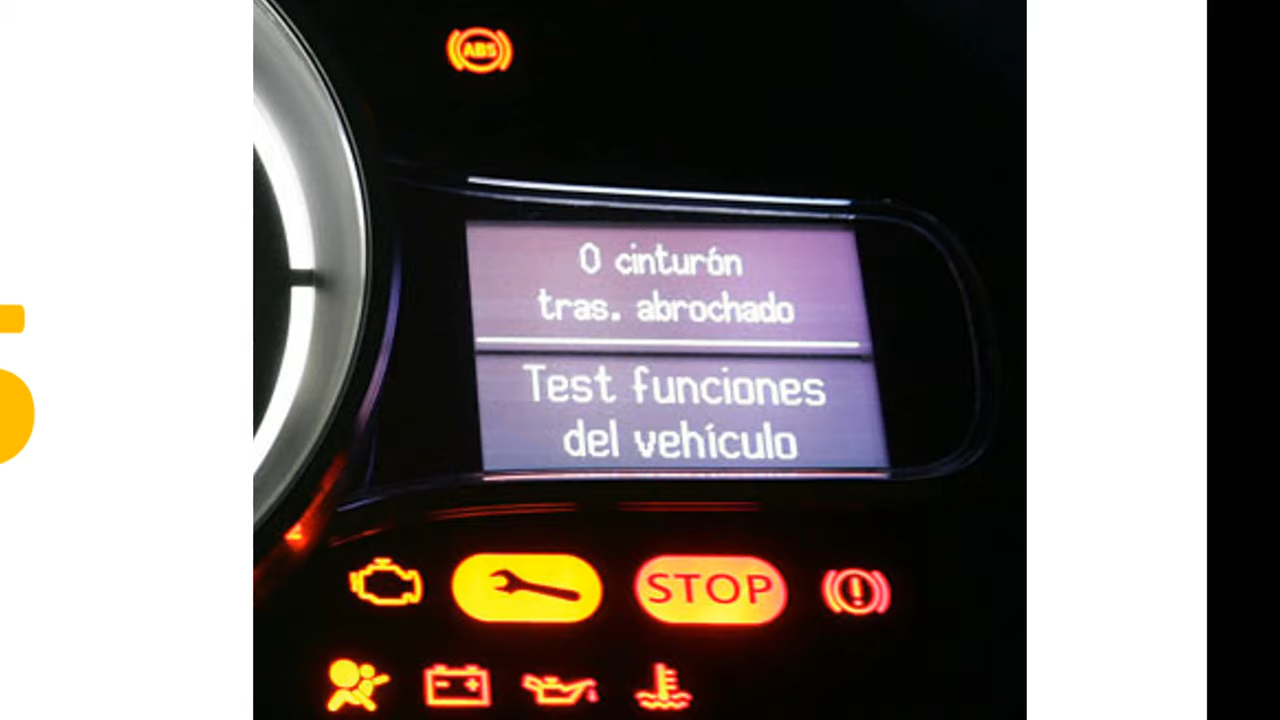 ABS
0 cinturón
tras. abrochado
Test funciones
del vehículo
STOP